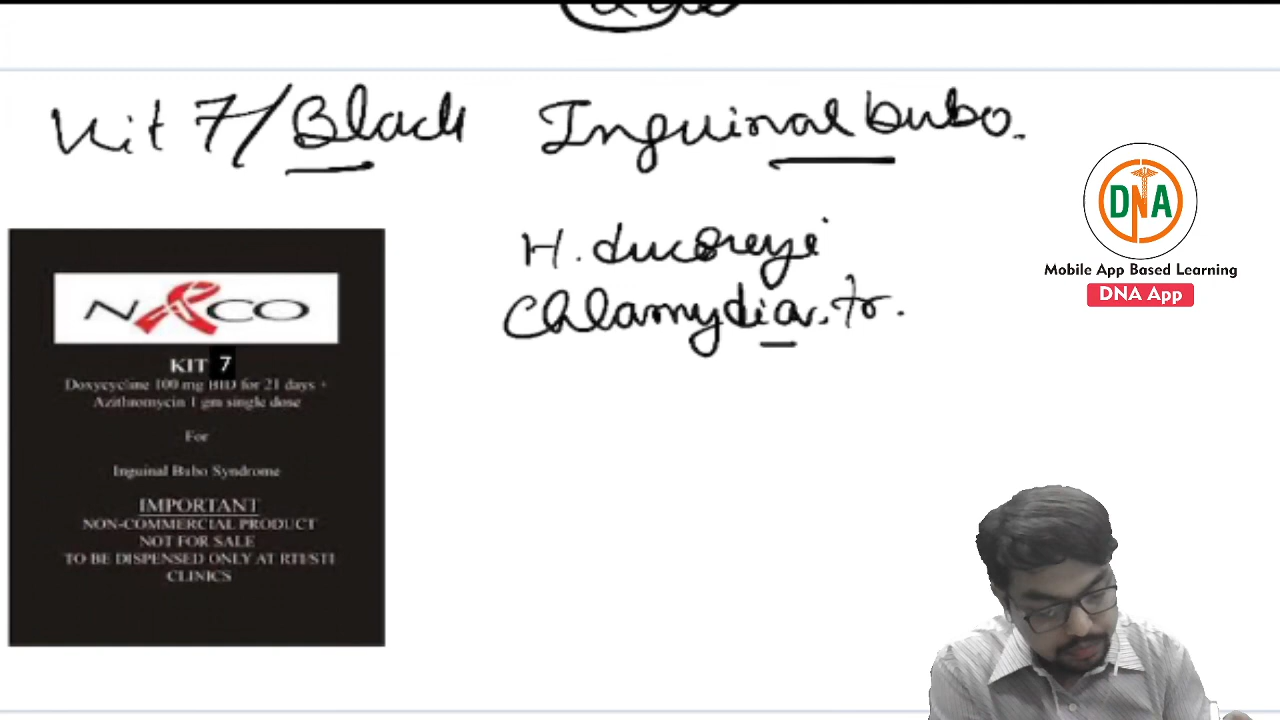 Kit 7/Black Inguinal bubo.
H. ducoreyi
Chlamydia. tr.
DNA
Mobile App Based Learning
DNA App
NACO
KIT 7
Doxycycline 100 mg BID for 21 days +
Azithromycin 1 gm single dose
For
Inguinal Bubo Syndrome
IMPORTANT
NON-COMMERCIAL PRODUCT
NOT FOR SALE
TO BE DISPENSED ONLY AT RTI/STI
CLINICS